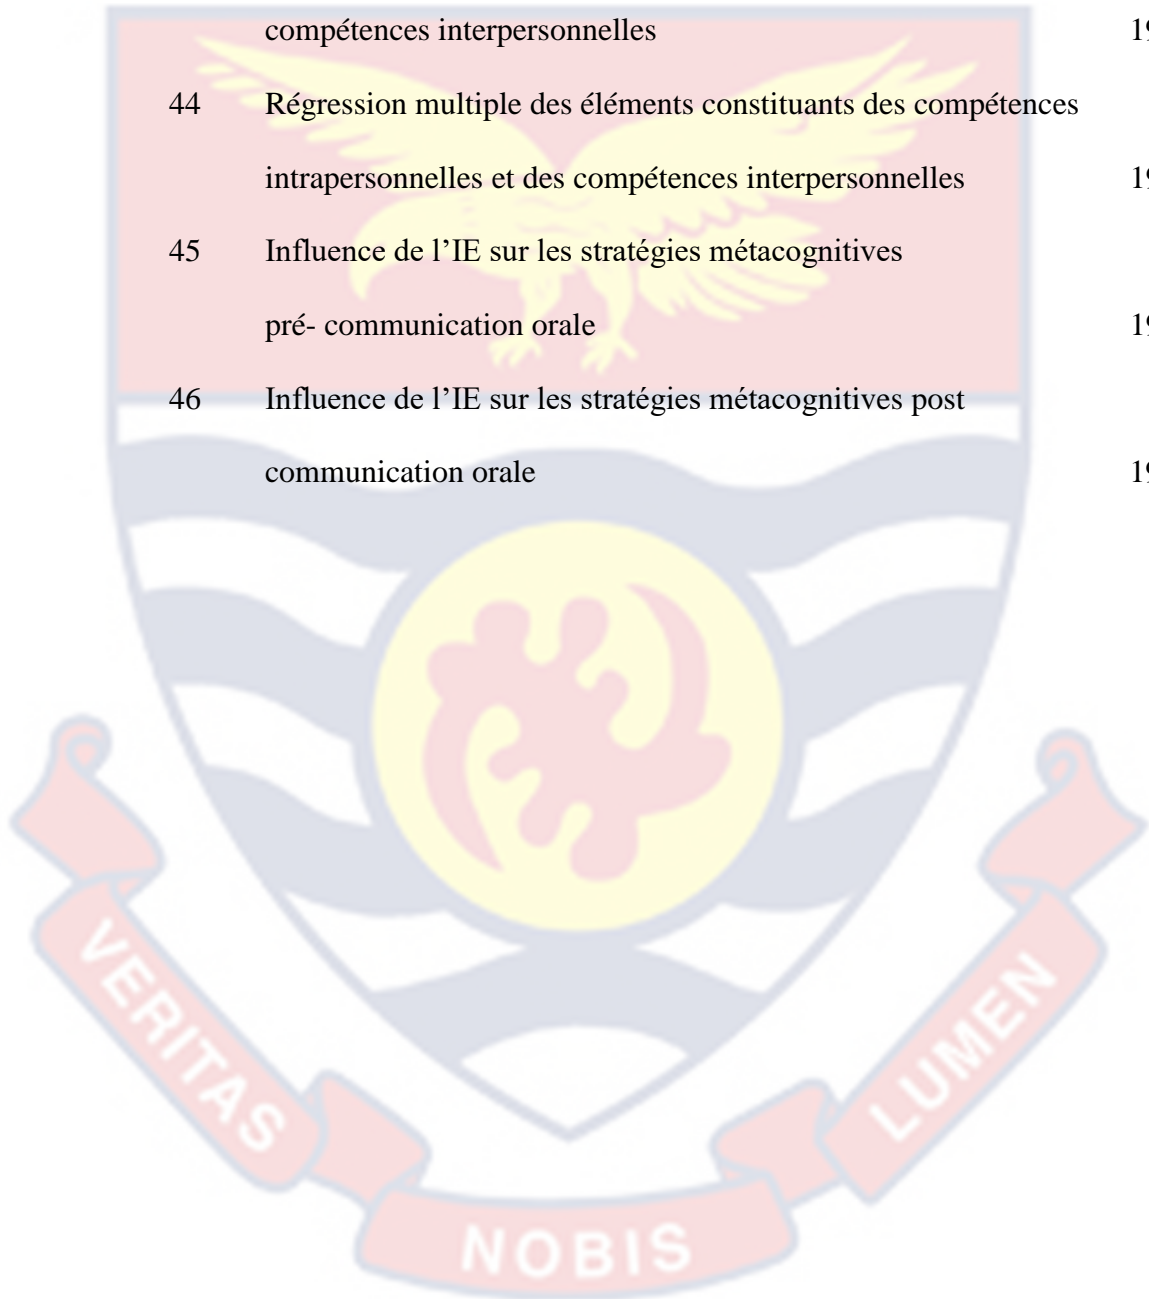 compétences interpersonnelles 19
44 Régression multiple des éléments constituants des compétences
intrapersonnelles et des compétences interpersonnelles 19
45 Influence de l’IE sur les stratégies métacognitives
pré- communication orale 19
46 Influence de l’IE sur les stratégies métacognitives post
communication orale 19
VERITAS
NOBIS
LUMEN